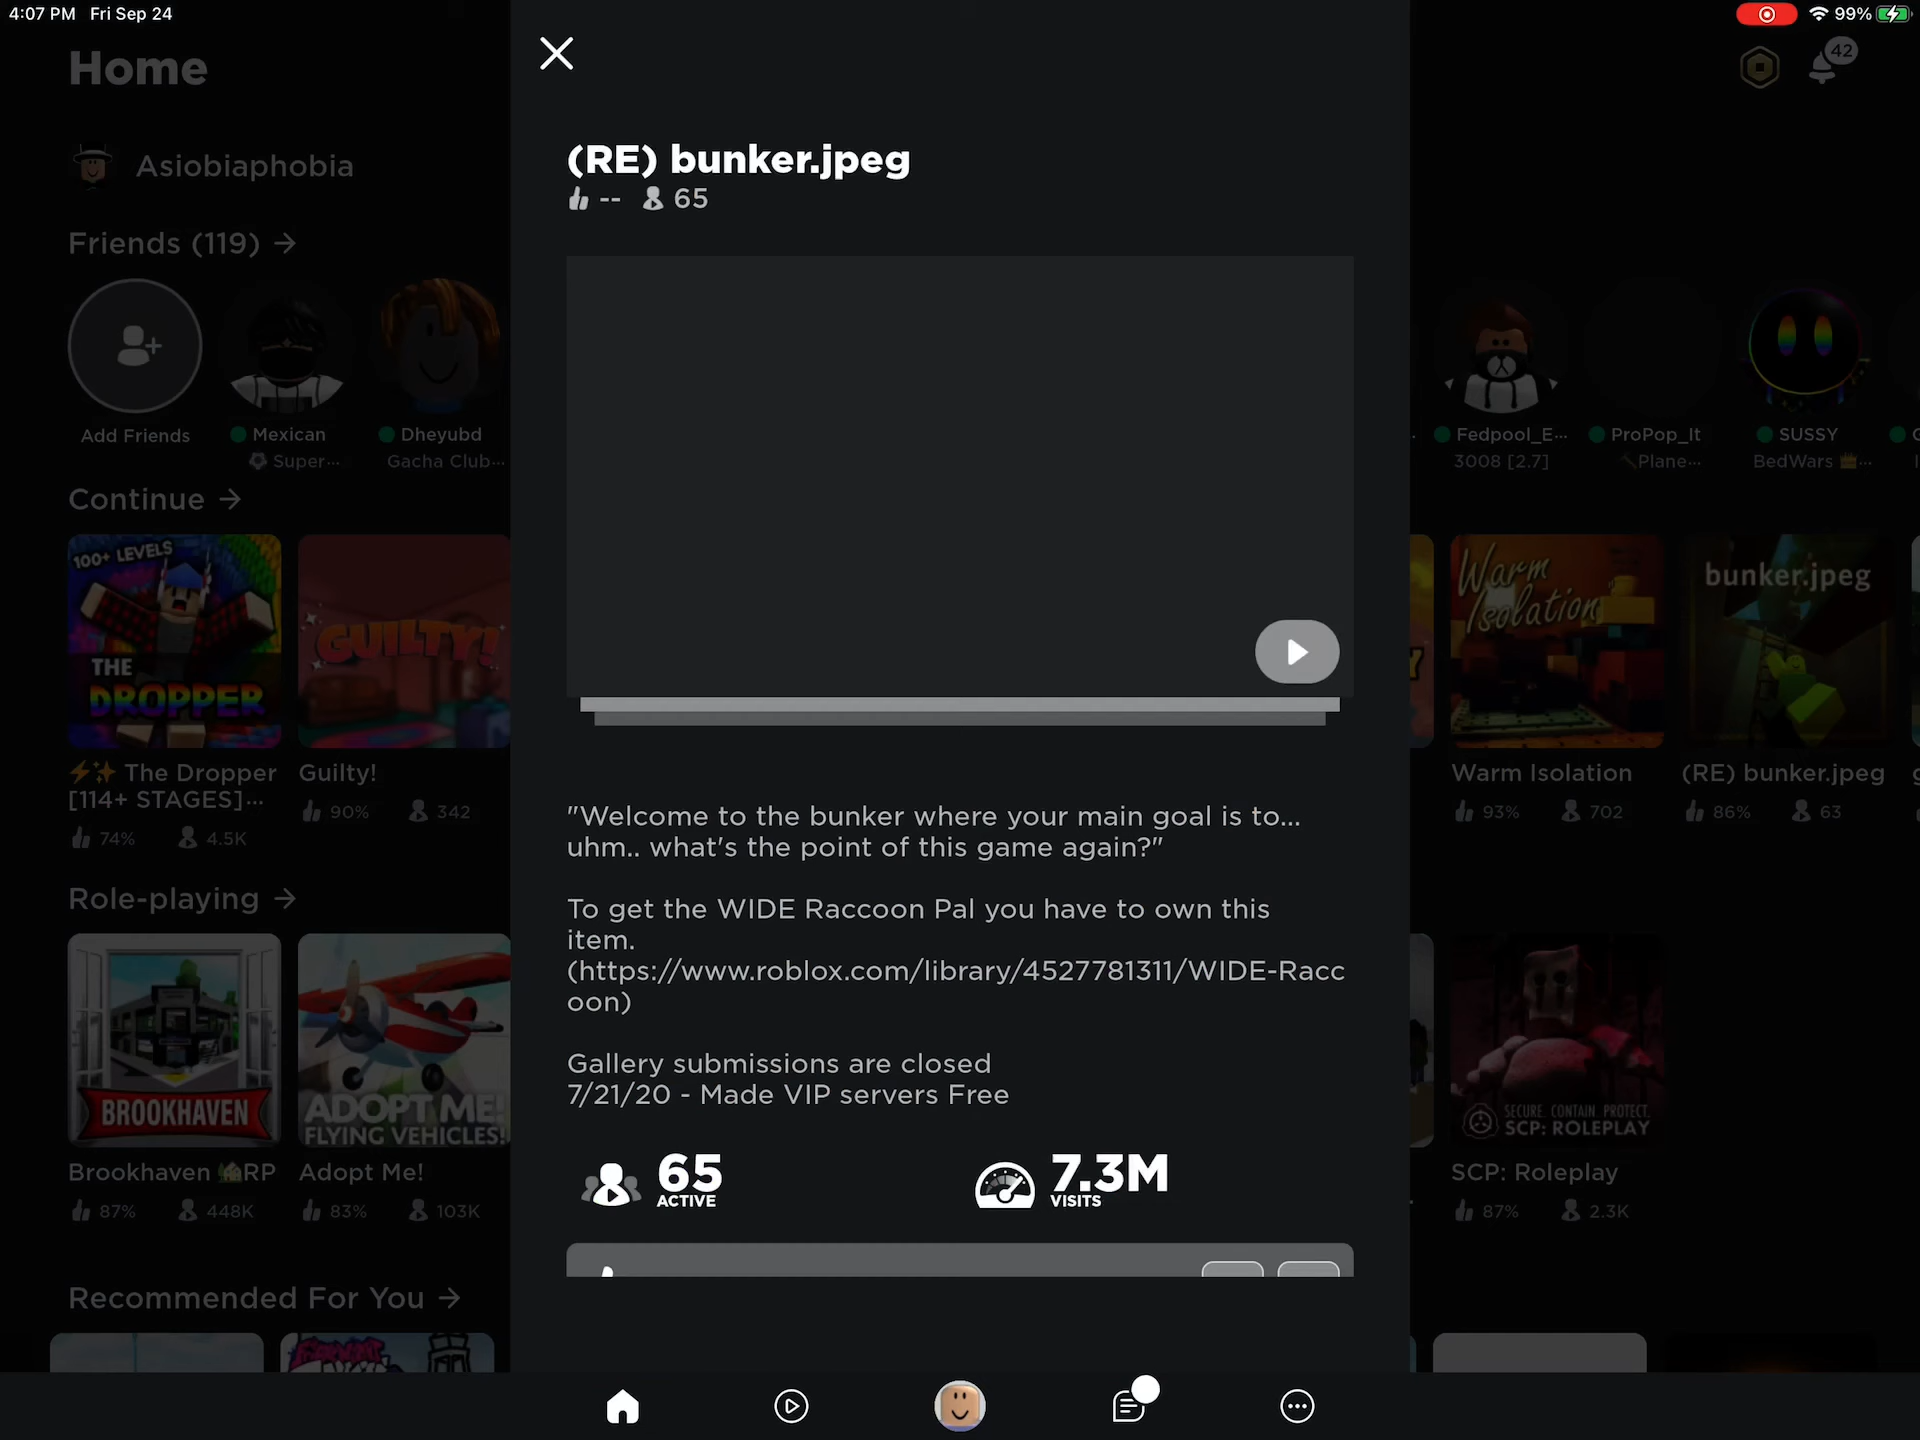 4:07 PM Fri Sep 24
99%
Home
42
Asiobiaphobia
Friends (119)
Add Friends
Mexican
Super...
Dheyubd
Gacha Club...
Fedpool_E...
3008 [2.7]
ProPop_It
Plane...
SUSSY
BedWars
Continue
100+ LEVELS
THE
DROPPER
The Dropper
[114+ STAGES]...
74% 4.5K
GUILTY!
Guilty!
90% 342
Warm
Isolation
Warm Isolation
93% 702
bunker.jpeg
(RE) bunker.jpeg
86% 63
Role-playing
BROOKHAVEN
Brookhaven RP
87% 448K
ADOPT ME!
FLYING VEHICLES!
Adopt Me!
83% 103K
SECURE. CONTAIN. PROTECT.
SCP: ROLEPLAY
SCP: Roleplay
87% 2.3K
Recommended For You
(RE) bunker.jpeg
-- 65
"Welcome to the bunker where your main goal is to...
uhm.. what's the point of this game again?"
To get the WIDE Raccoon Pal you have to own this
item.
(https://www.roblox.com/library/4527781311/WIDE-Racc
oon)
Gallery submissions are closed
7/21/20 - Made VIP servers Free
65
ACTIVE
7.3M
VISITS